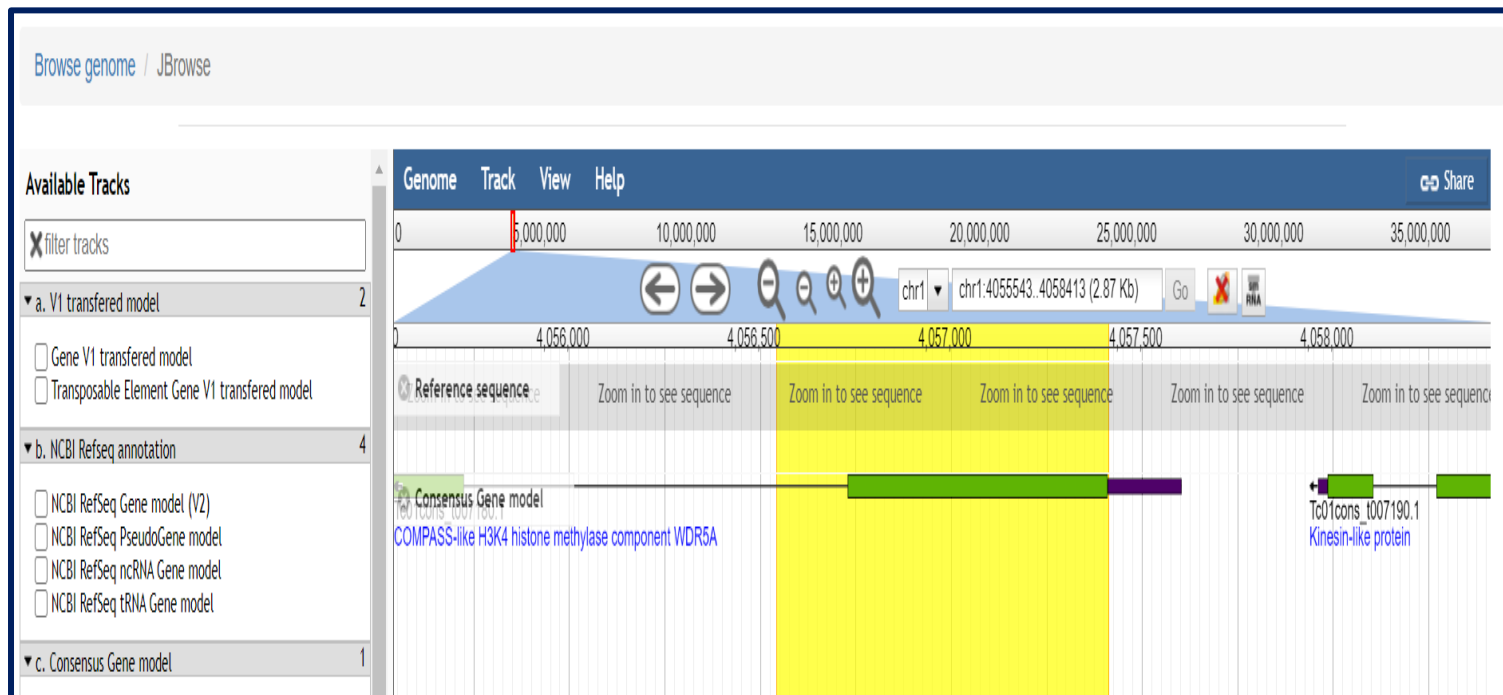 Browse genome / JBrowse
Available Tracks
filter tracks
a. V1 transfered model 2
Gene V1 transfered model
Transposable Element Gene V1 transfered model
b. NCBI Refseq annotation 4
NCBI RefSeq Gene model (V2)
NCBI RefSeq PseudoGene model
NCBI RefSeq ncRNA Gene model
NCBI RefSeq tRNA Gene model
c. Consensus Gene model 1
Genome Track View Help Share
0 5,000,000 10,000,000 15,000,000 20,000,000 25,000,000 30,000,000 35,000,000
chr1 chr1:4055543..4058413 (2.87 Kb) Go RNA
4,056,000 4,056,500 4,057,000 4,057,500 4,058,000
Reference sequence Zoom in to see sequence Zoom in to see sequence Zoom in to see sequence Zoom in to see sequence Zoom in to see sequence
Consensus Gene model
Tc01cons_t007180.1 Tc01cons_t007190.1
COMPASS-like H3K4 histone methylase component WDR5A Kinesin-like protein